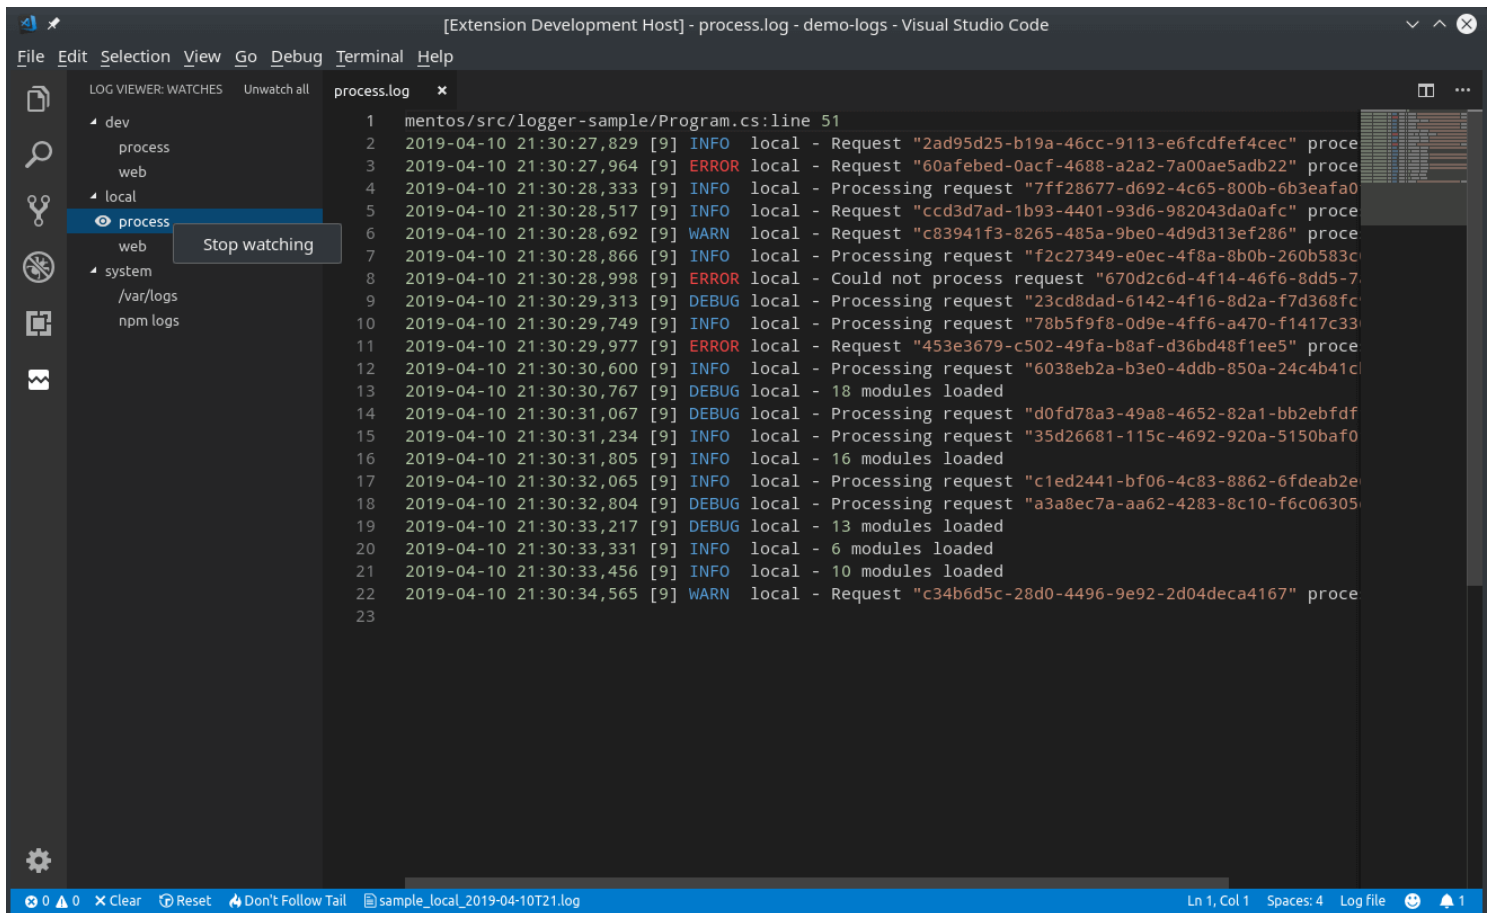 [Extension Development Host] - process.log - demo-logs - Visual Studio Code
File Edit Selection View Go Debug Terminal Help
LOG VIEWER: WATCHES Unwatch all
dev
process
web
local
process
web
system
/var/logs
npm logs
Stop watching
process.log
1 mentos/src/logger-sample/Program.cs:line 51
2 2019-04-10 21:30:27,829 [9] INFO local - Request "2ad95d25-b19a-46cc-9113-e6fcdfef4cec" proce
3 2019-04-10 21:30:27,964 [9] ERROR local - Request "60afebed-0acf-4688-a2a2-7a00ae5adb22" proce
4 2019-04-10 21:30:28,333 [9] INFO local - Processing request "7ff28677-d692-4c65-800b-6b3eafa0
5 2019-04-10 21:30:28,517 [9] INFO local - Request "ccd3d7ad-1b93-4401-93d6-982043da0afc" proce
6 2019-04-10 21:30:28,692 [9] WARN local - Request "c83941f3-8265-485a-9be0-4d9d313ef286" proce
7 2019-04-10 21:30:28,866 [9] INFO local - Processing request "f2c27349-e0ec-4f8a-8b0b-260b583c
8 2019-04-10 21:30:28,998 [9] ERROR local - Could not process request "670d2c6d-4f14-46f6-8dd5-7
9 2019-04-10 21:30:29,313 [9] DEBUG local - Processing request "23cd8dad-6142-4f16-8d2a-f7d368fc
10 2019-04-10 21:30:29,749 [9] INFO local - Processing request "78b5f9f8-0d9e-4ff6-a470-f1417c33
11 2019-04-10 21:30:29,977 [9] ERROR local - Request "453e3679-c502-49fa-b8af-d36bd48f1ee5" proce
12 2019-04-10 21:30:30,600 [9] INFO local - Processing request "6038eb2a-b3e0-4ddb-850a-24c4b41c
13 2019-04-10 21:30:30,767 [9] DEBUG local - 18 modules loaded
14 2019-04-10 21:30:31,067 [9] DEBUG local - Processing request "d0fd78a3-49a8-4652-82a1-bb2ebfdf
15 2019-04-10 21:30:31,234 [9] INFO local - Processing request "35d26681-115c-4692-920a-5150baf0
16 2019-04-10 21:30:31,805 [9] INFO local - 16 modules loaded
17 2019-04-10 21:30:32,065 [9] INFO local - Processing request "c1ed2441-bf06-4c83-8862-6fdeab2e
18 2019-04-10 21:30:32,804 [9] DEBUG local - Processing request "a3a8ec7a-aa62-4283-8c10-f6c06305
19 2019-04-10 21:30:33,217 [9] DEBUG local - 13 modules loaded
20 2019-04-10 21:30:33,331 [9] INFO local - 6 modules loaded
21 2019-04-10 21:30:33,456 [9] INFO local - 10 modules loaded
22 2019-04-10 21:30:34,565 [9] WARN local - Request "c34b6d5c-28d0-4496-9e92-2d04deca4167" proce
23
0 0 Clear Reset Don't Follow Tail sample_local_2019-04-10T21.log Ln 1, Col 1 Spaces: 4 Log file 1